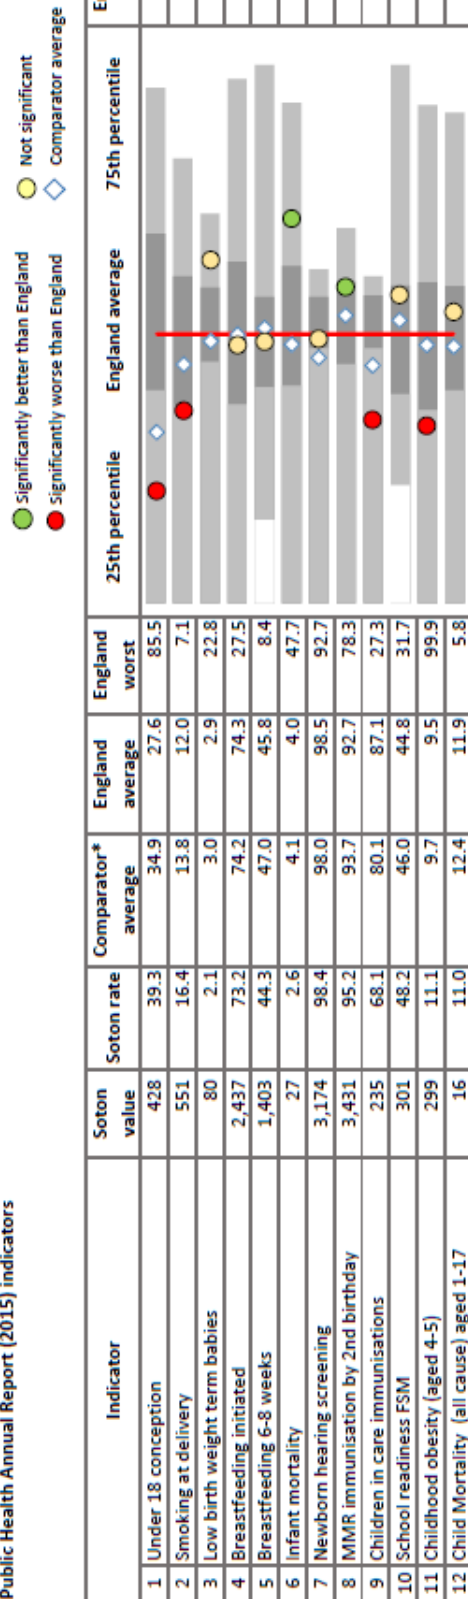 Public Health Annual Report (2015) indicators
Significantly better than England Not significant
Significantly worse than England Comparator average
Indicator Soton value Soton rate Comparator* average England average England worst 25th percentile England average 75th percentile
1 Under 18 conception 428 39.3 34.9 27.6 85.5
2 Smoking at delivery 551 16.4 13.8 12.0 7.1
3 Low birth weight term babies 80 2.1 3.0 2.9 22.8
4 Breastfeeding initiated 2,437 73.2 74.2 74.3 27.5
5 Breastfeeding 6-8 weeks 1,403 44.3 47.0 45.8 8.4
6 Infant mortality 27 2.6 4.1 4.0 47.7
7 Newborn hearing screening 3,174 98.4 98.0 98.5 92.7
8 MMR immunisation by 2nd birthday 3,431 95.2 93.7 92.7 78.3
9 Children in care immunisations 235 68.1 80.1 87.1 27.3
10 School readiness FSM 301 48.2 46.0 44.8 31.7
11 Childhood obesity (aged 4-5) 299 11.1 9.7 9.5 99.9
12 Child Mortality (all cause) aged 1-17 16 11.0 12.4 11.9 5.8